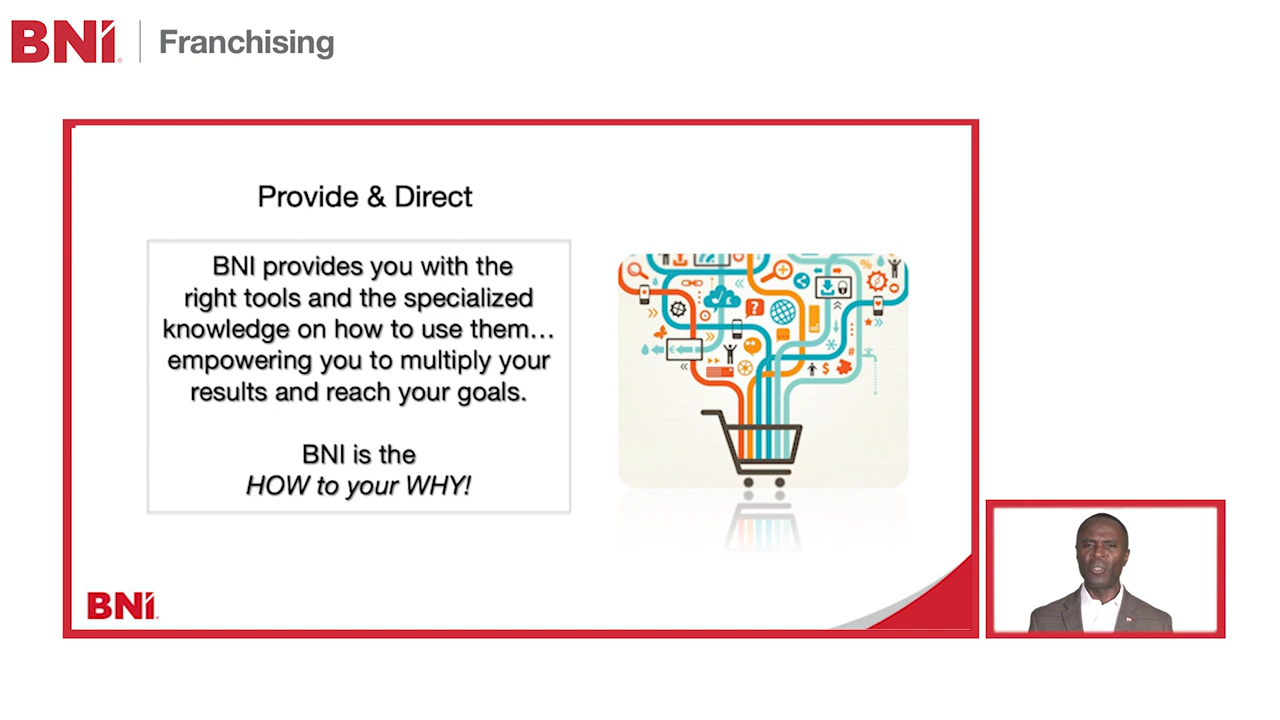 BNI® | Franchising
Provide & Direct
BNI provides you with the
right tools and the specialized
knowledge on how to use them…
empowering you to multiply your
results and reach your goals.
BNI is the
HOW to your WHY!
BNI®